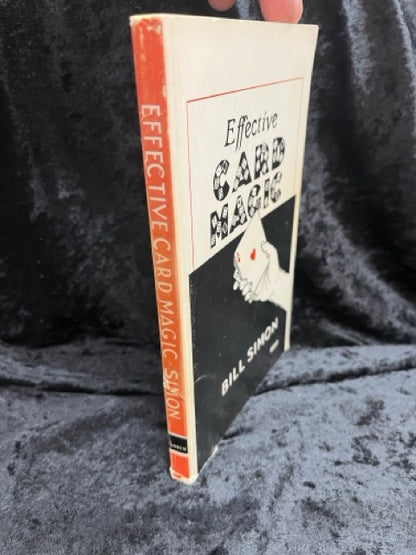 EFFECTIVE CARD MAGIC - SIMON
Effective
CARD
MAGIC
BILL SIMON